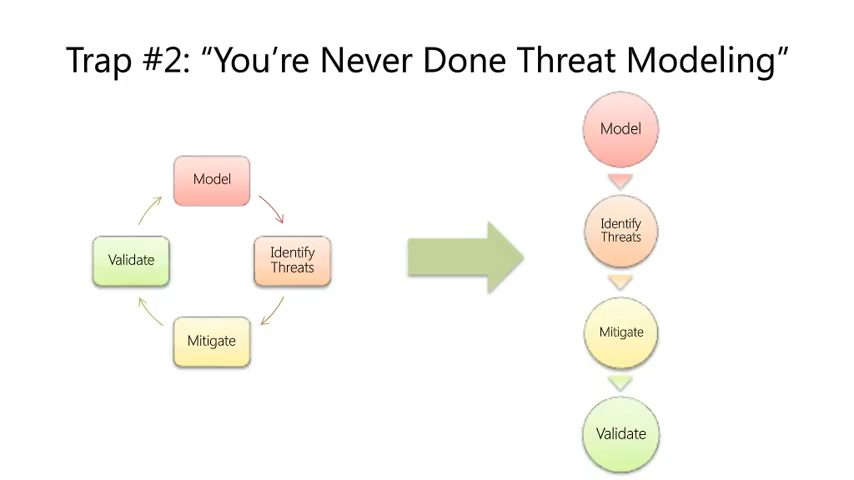 Trap #2: “You’re Never Done Threat Modeling”
Model
Identify
Threats
Mitigate
Validate
Model
Identify
Threats
Mitigate
Validate